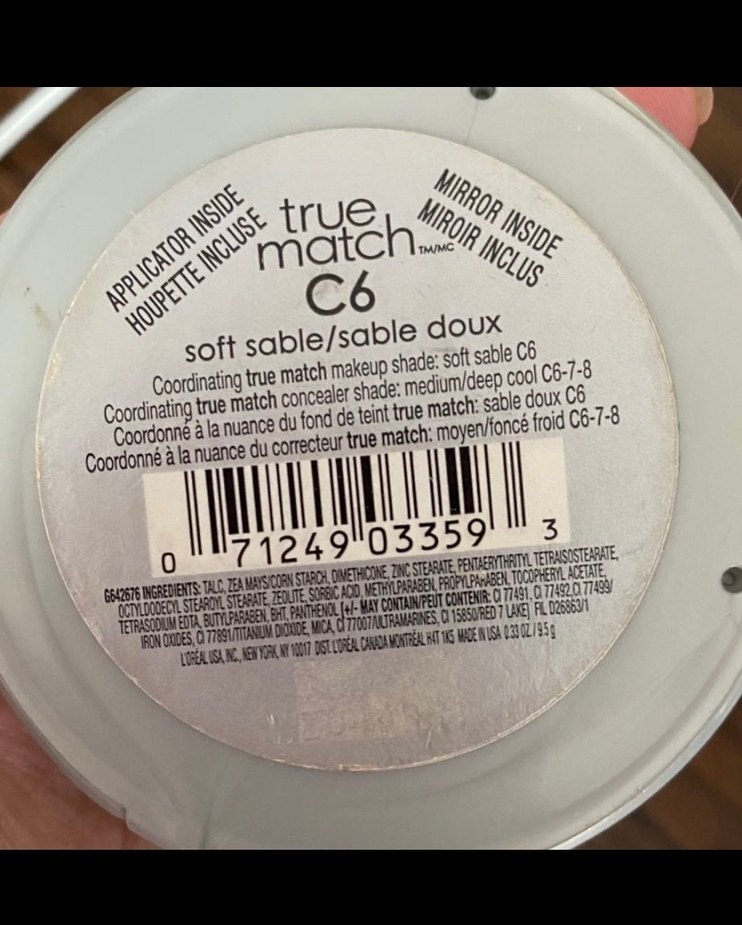 APPLICATOR INSIDE
HOUPETTE INCLUSE
true
match TM/MC
MIRROR INSIDE
MIROIR INCLUS
C6
soft sable/sable doux
Coordinating true match makeup shade: soft sable C6
Coordinating true match concealer shade: medium/deep cool C6-7-8
Coordonné à la nuance du fond de teint true match: sable doux C6
Coordonné à la nuance du correcteur true match: moyen/foncé froid C6-7-8
0 71249 03359 3
G642676 INGREDIENTS: TALC, ZEA MAYS/CORN STARCH, DIMETHICONE, ZINC STEARATE, PENTAERYTHRITYL TETRAISOSTEARATE,
OCTYLDODECYL STEAROYL STEARATE, ZEOLITE, SORBIC ACID, METHYLPARABEN, PROPYLPARABEN, TOCOPHERYL ACETATE,
TETRASODIUM EDTA, BUTYLPARABEN, BHT, PANTHENOL [+/- MAY CONTAIN/PEUT CONTENIR: CI 77491, CI 77492, CI 77499/
IRON OXIDES, CI 77891/TITANIUM DIOXIDE, MICA, CI 77007/ULTRAMARINES, CI 15850/RED 7 LAKE] FIL D26863/1
L'ORÉAL USA, INC., NEW YORK, NY 10017 DIST. L'ORÉAL CANADA MONTRÉAL H4T 1K5 MADE IN USA 0.33 OZ./9.5 g